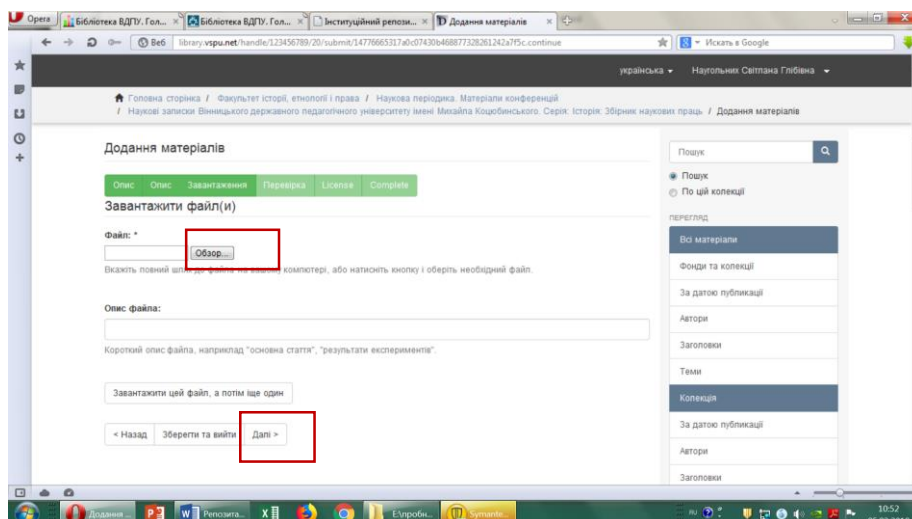 Opera
Бібліотека ВДПУ. Гол...
Бібліотека ВДПУ. Гол...
Інституційний репози...
Додання матеріалів
Веб
library.vspu.net/handle/123456789/20/submit/14776665317a0c07430b468877328261242a7f5c.continue
Искать в Google
українська
Наугольник Світлана Глібівна
Головна сторінка / Факультет історії, етнології і права / Наукова періодика. Матеріали конференцій.
/ Наукові записки Вінницького державного педагогічного університету імені Михайла Коцюбинського. Серія: Історія: Збірник наукових праць / Додання матеріалів
Додання матеріалів
Опис Опис Завантаження Перевірка License Complete
Завантажити файл(и)
Файл: *
Обзор...
Вкажіть повний шлях до файла на вашому компютері, або натисніть кнопку і оберіть необхідний файл.
Опис файла:
Короткий опис файла, наприклад "основна стаття", "результати експериментів".
Завантажити цей файл, а потім іще один
< Назад Зберегти та вийти Далі >
Пошук
Пошук
По цій колекції
ПЕРЕГЛЯД
Всі матеріали
Фонди та колекції
За датою публикації
Автори
Заголовки
Теми
Колекція
За датою публикації
Автори
Заголовки
Додання ...
Репозита...
E:\пробн...
Symante...
RU
10:52